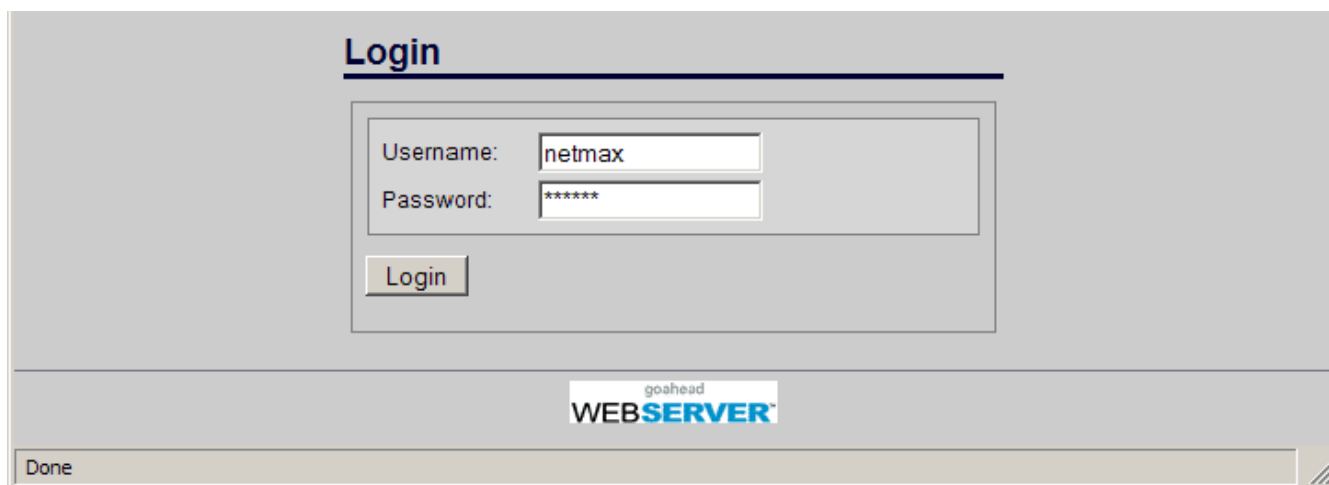 Login
Username: netmax
Password: ******
Login
goahead
WEBSERVER™
Done